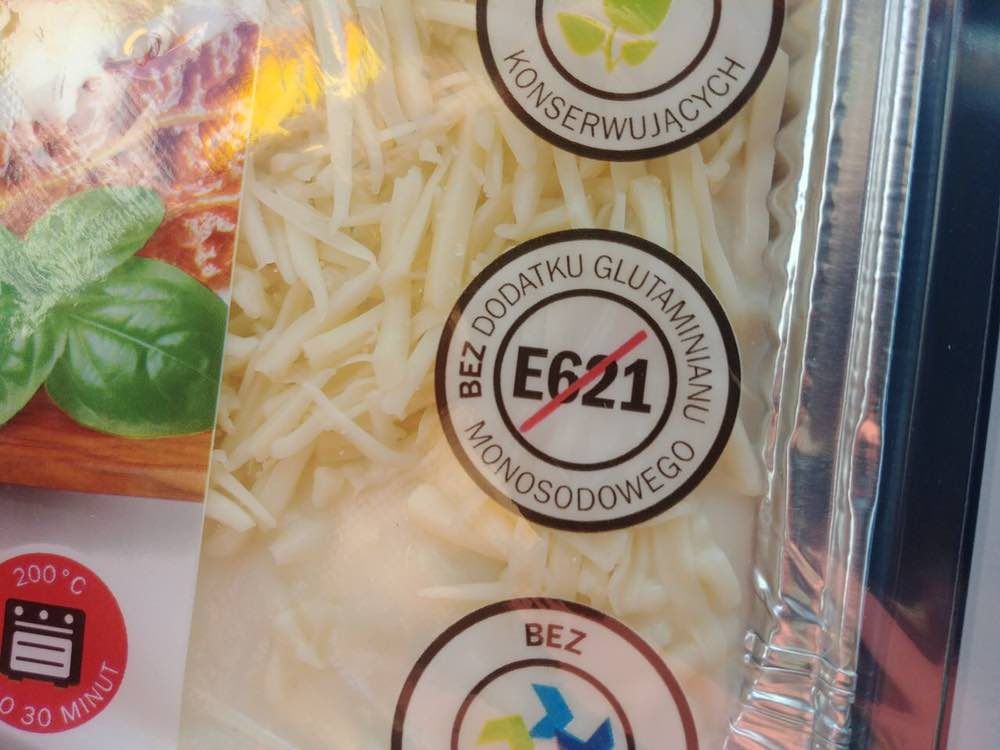 KONSERWUJĄCYCH
BEZ DODATKU GLUTAMINIANU
MONOSODOWEGO
E621
200°C
30 MINUT
BEZ